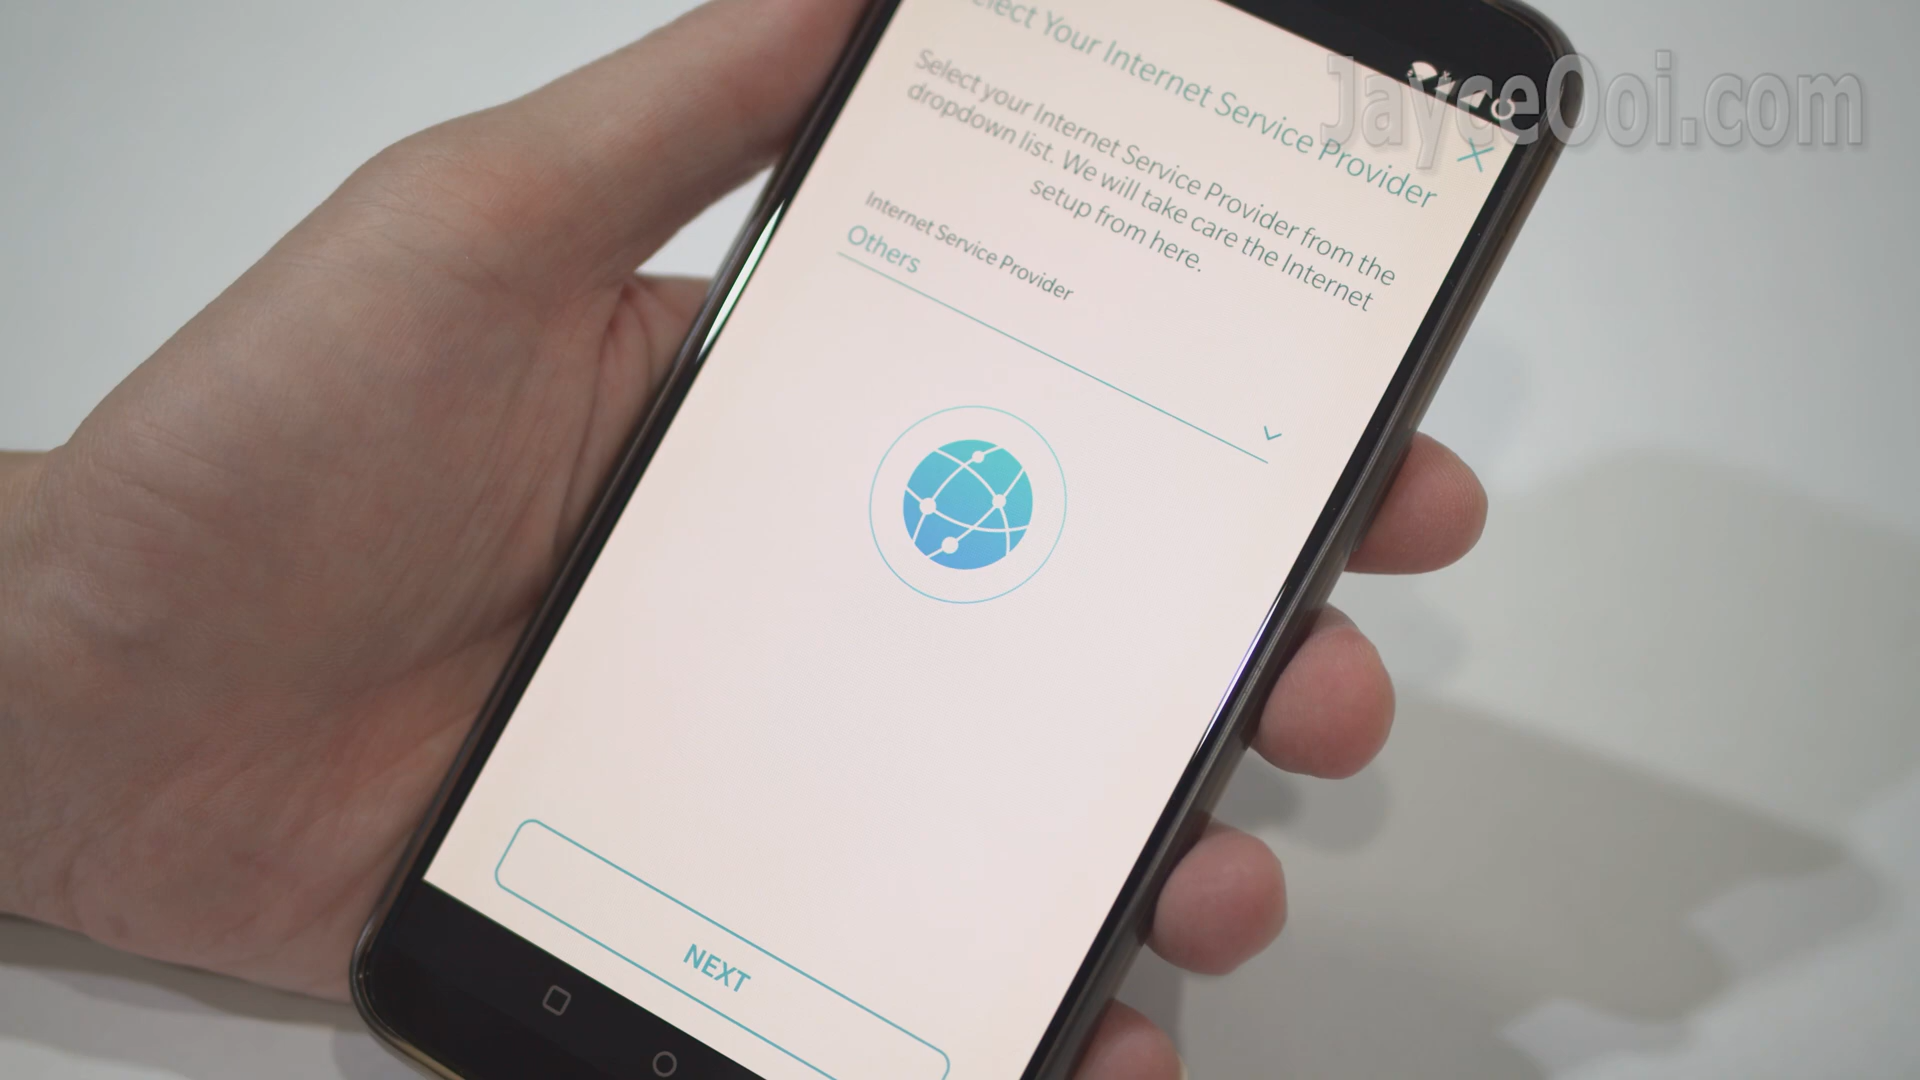 JayceOoi.com
Select Your Internet Service Provider
Select your Internet Service Provider from the
dropdown list. We will take care the Internet
setup from here.
Internet Service Provider
Others
NEXT